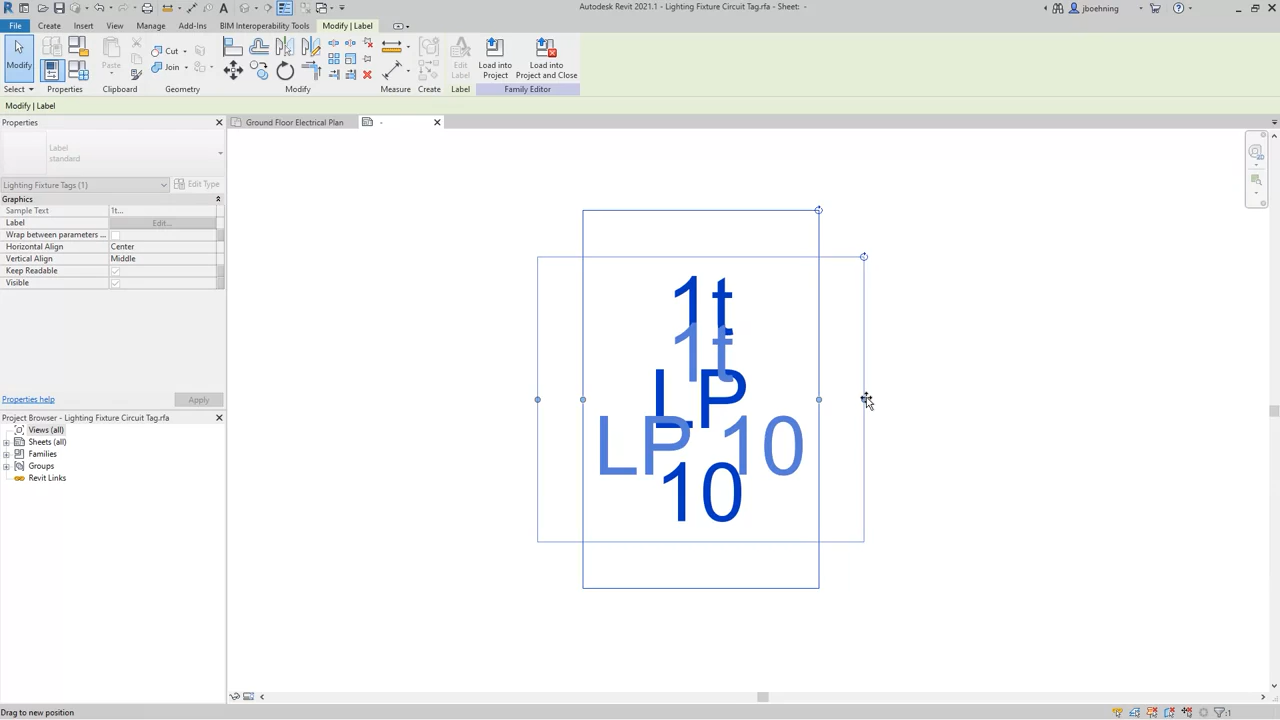 Autodesk Revit 2021.1 - Lighting Fixture Circuit Tag.rfa - Sheet: -
jboehning
File
Create
Insert
View
Manage
Add-Ins
BIM Interoperability Tools
Modify | Label
Modify
Paste
Cut
Join
Edit
Label
Load into
Project
Load into
Project and Close
Select
Properties
Clipboard
Geometry
Modify
Measure
Create
Label
Family Editor
Modify | Label
Properties
Ground Floor Electrical Plan
-
Label
standard
Lighting Fixture Tags (1)
Edit Type
Graphics
Sample Text
1t...
Label
Edit...
Wrap between parameters ...
Horizontal Align
Center
Vertical Align
Middle
Keep Readable
Visible
Properties help
Apply
Project Browser - Lighting Fixture Circuit Tag.rfa
Views (all)
Sheets (all)
Families
Groups
Revit Links
1t
1t
LP
LP 10
10
Drag to new position
:1